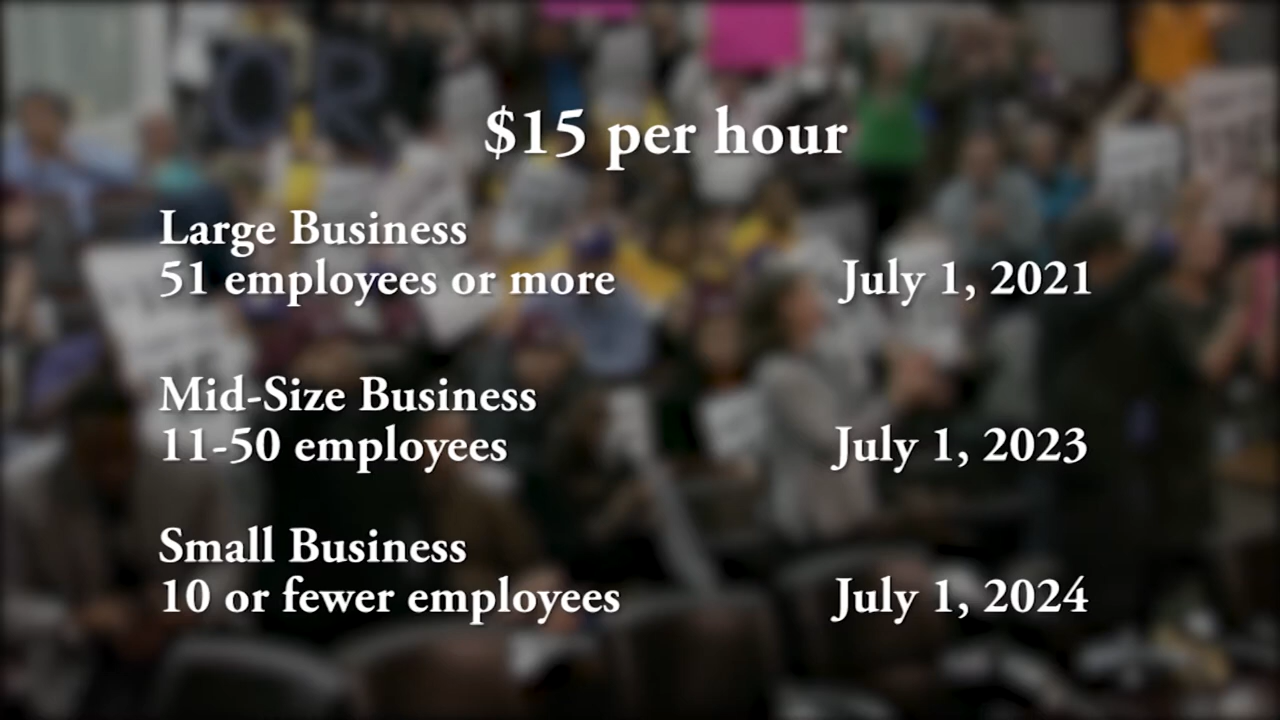 $15 per hour
Large Business
51 employees or more July 1, 2021
Mid-Size Business
11-50 employees July 1, 2023
Small Business
10 or fewer employees July 1, 2024